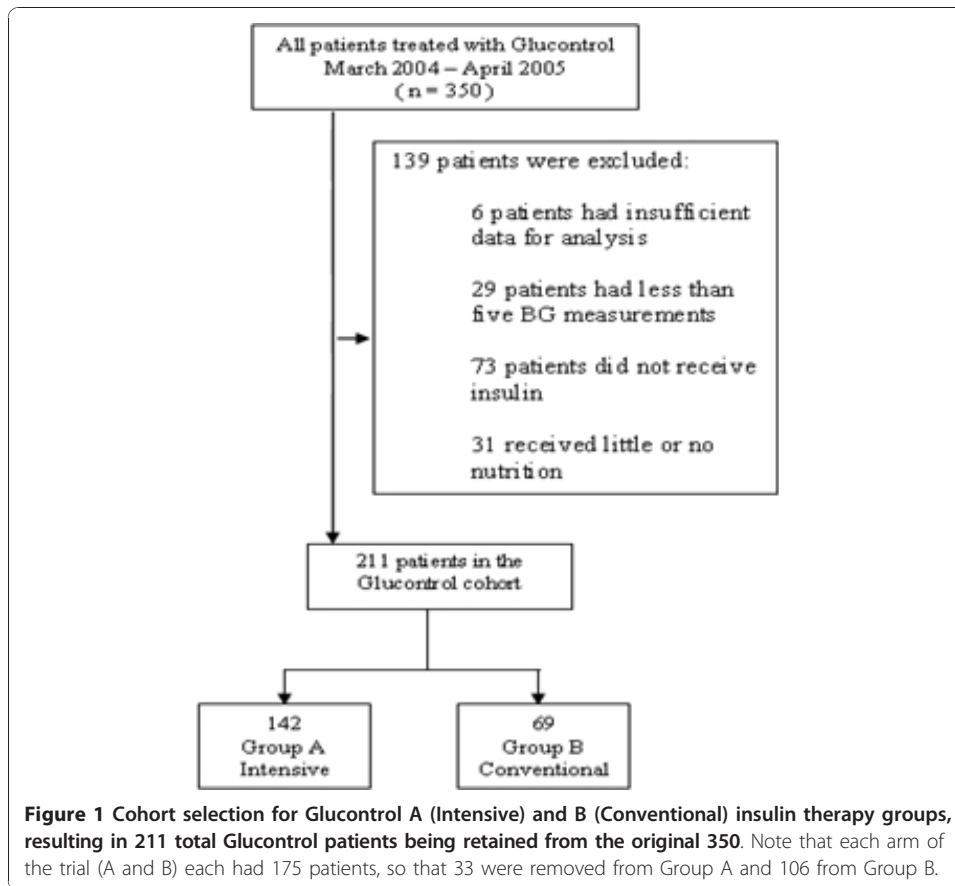 All patients treated with Glucontrol
March 2004 – April 2005
(n = 350)
139 patients were excluded:
6 patients had insufficient
data for analysis
29 patients had less than
five BG measurements
73 patients did not receive
insulin
31 received little or no
nutrition
211 patients in the
Glucontrol cohort
142
Group A
Intensive
69
Group B
Conventional
Figure 1 Cohort selection for Glucontrol A (Intensive) and B (Conventional) insulin therapy groups,
resulting in 211 total Glucontrol patients being retained from the original 350. Note that each arm of
the trial (A and B) each had 175 patients, so that 33 were removed from Group A and 106 from Group B.